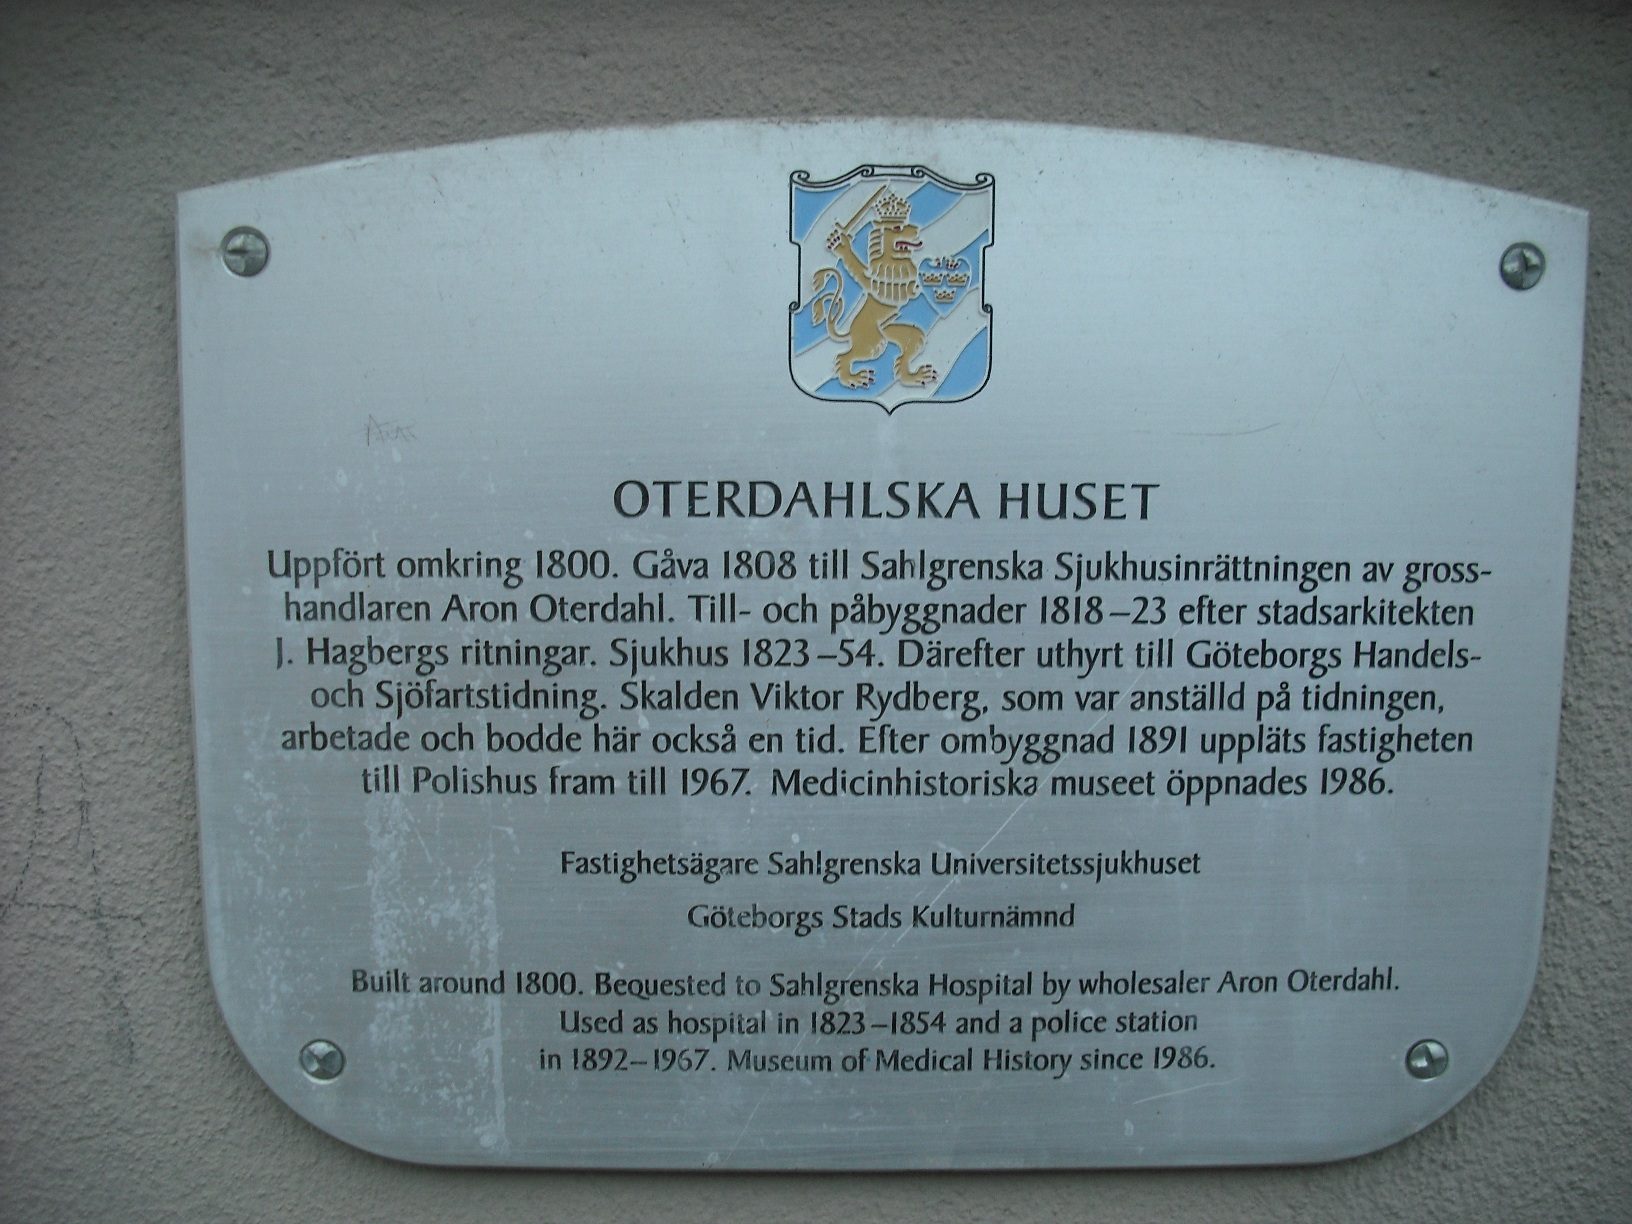 OTERDAHLSKA HUSET
Uppfört omkring 1800. Gåva 1808 till Sahlgrenska Sjukhusinrättningen av gross-
handlaren Aron Oterdahl. Till- och påbyggnader 1818–23 efter stadsarkitekten
J. Hagbergs ritningar. Sjukhus 1823–54. Därefter uthyrt till Göteborgs Handels-
och Sjöfartstidning. Skalden Viktor Rydberg, som var anställd på tidningen,
arbetade och bodde här också en tid. Efter ombyggnad 1891 uppläts fastigheten
till Polishus fram till 1967. Medicinhistoriska museet öppnades 1986.
Fastighetsägare Sahlgrenska Universitetssjukhuset
Göteborgs Stads Kulturnämnd
Built around 1800. Bequested to Sahlgrenska Hospital by wholesaler Aron Oterdahl.
Used as hospital in 1823–1854 and a police station
in 1892–1967. Museum of Medical History since 1986.